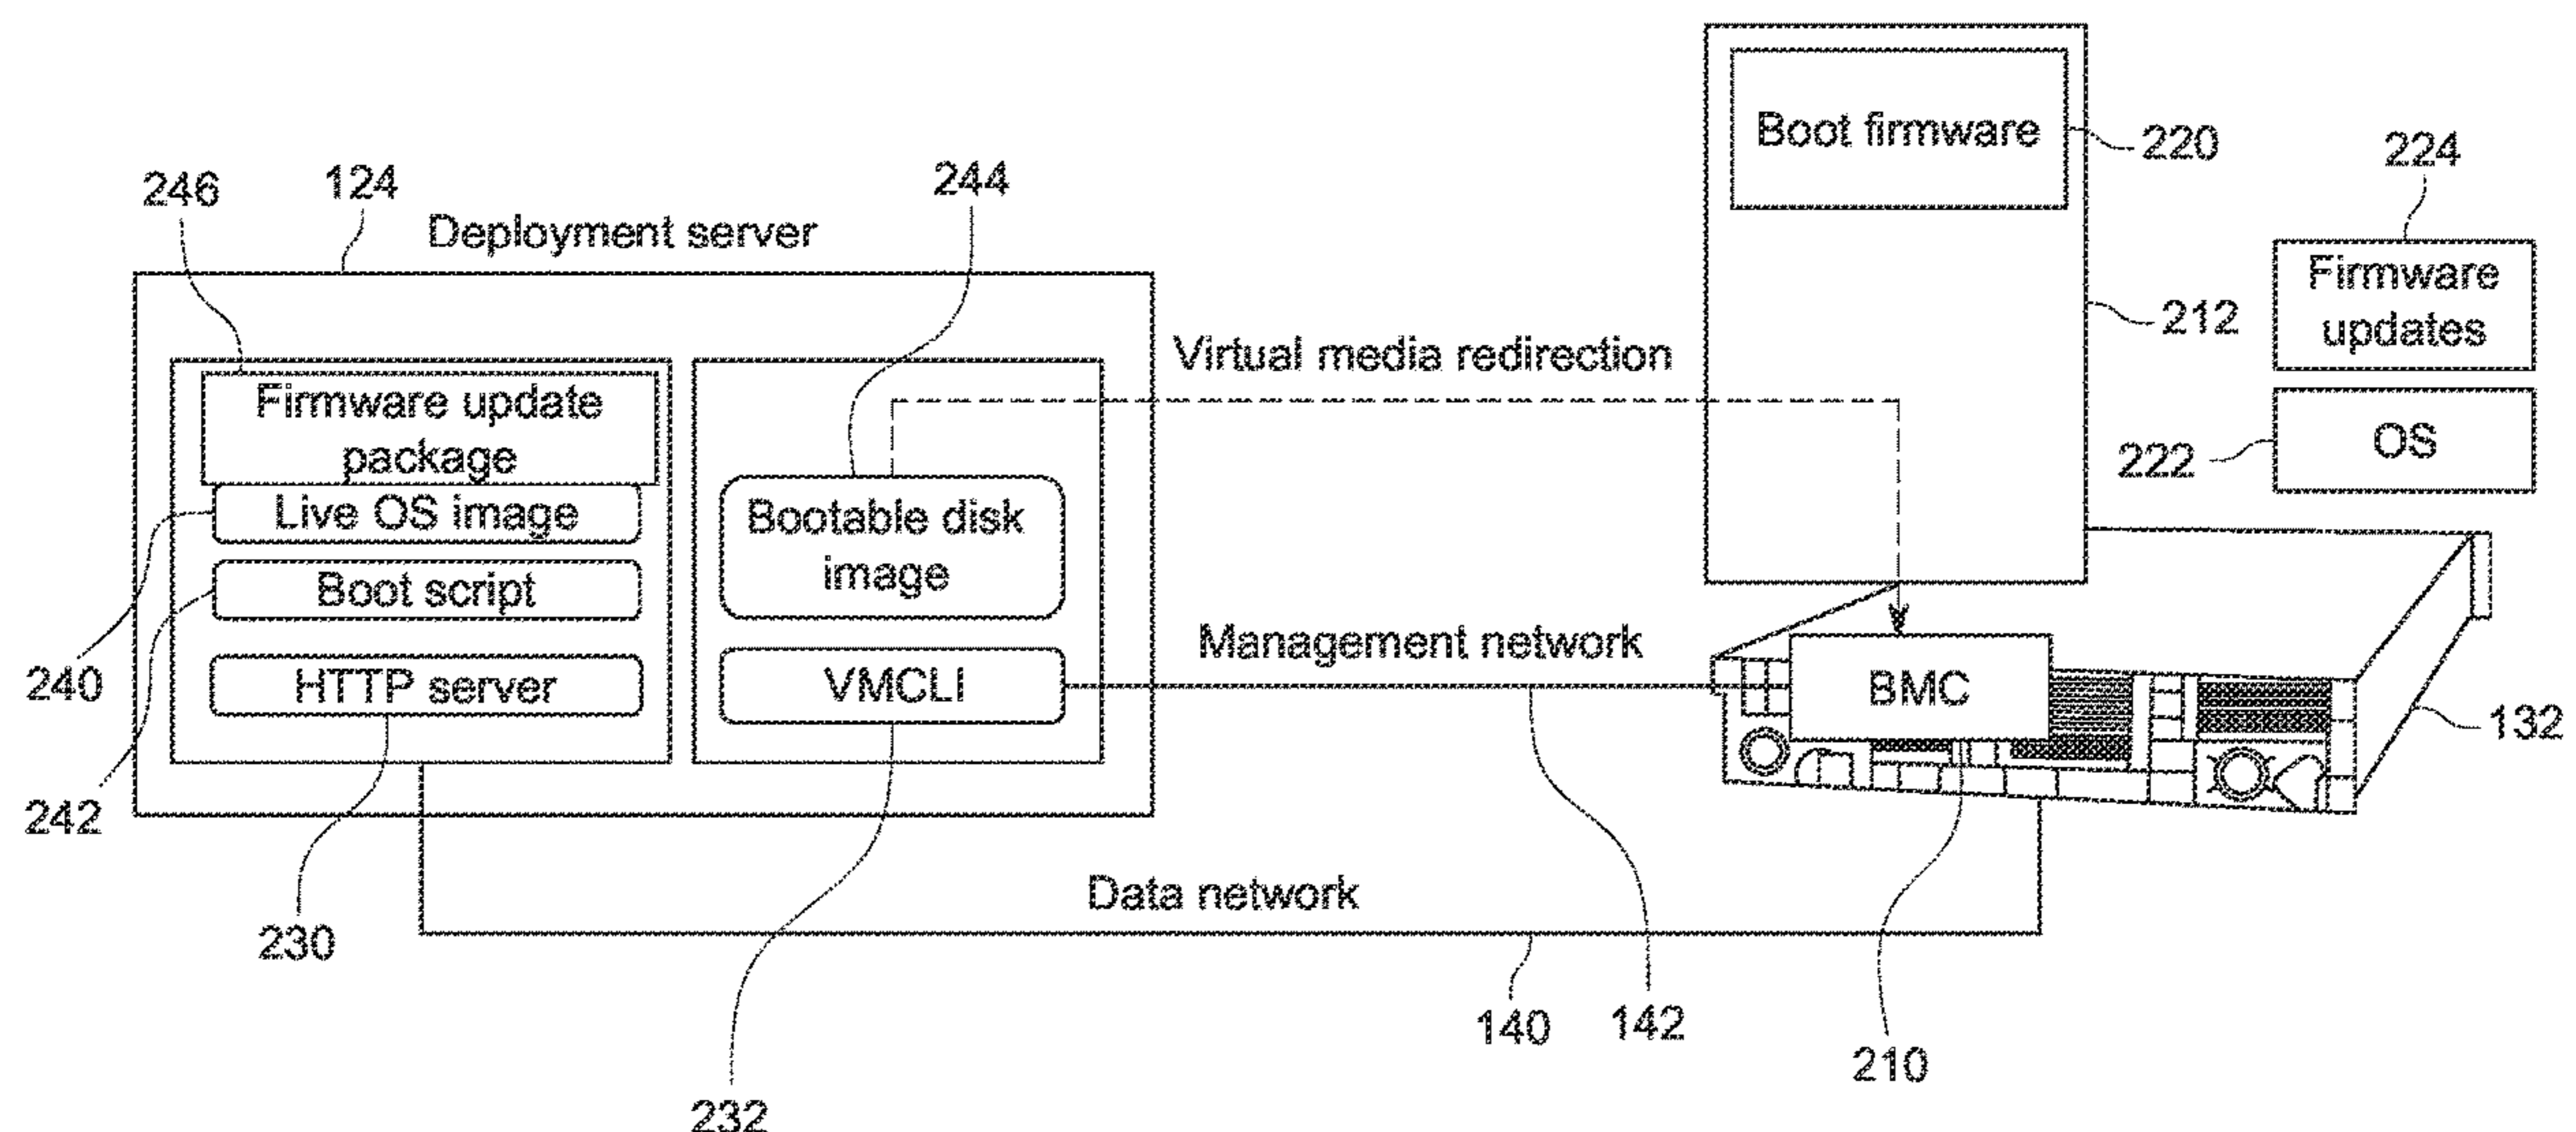 246
124
Deployment server
244
Firmware update
package
Live OS image
Boot script
HTTP server
Bootable disk
image
VMCLI
240
242
230
232
Virtual media redirection
Management network
Data network
140
142
210
Boot firmware
220
212
224
Firmware
updates
222
OS
BMC
132